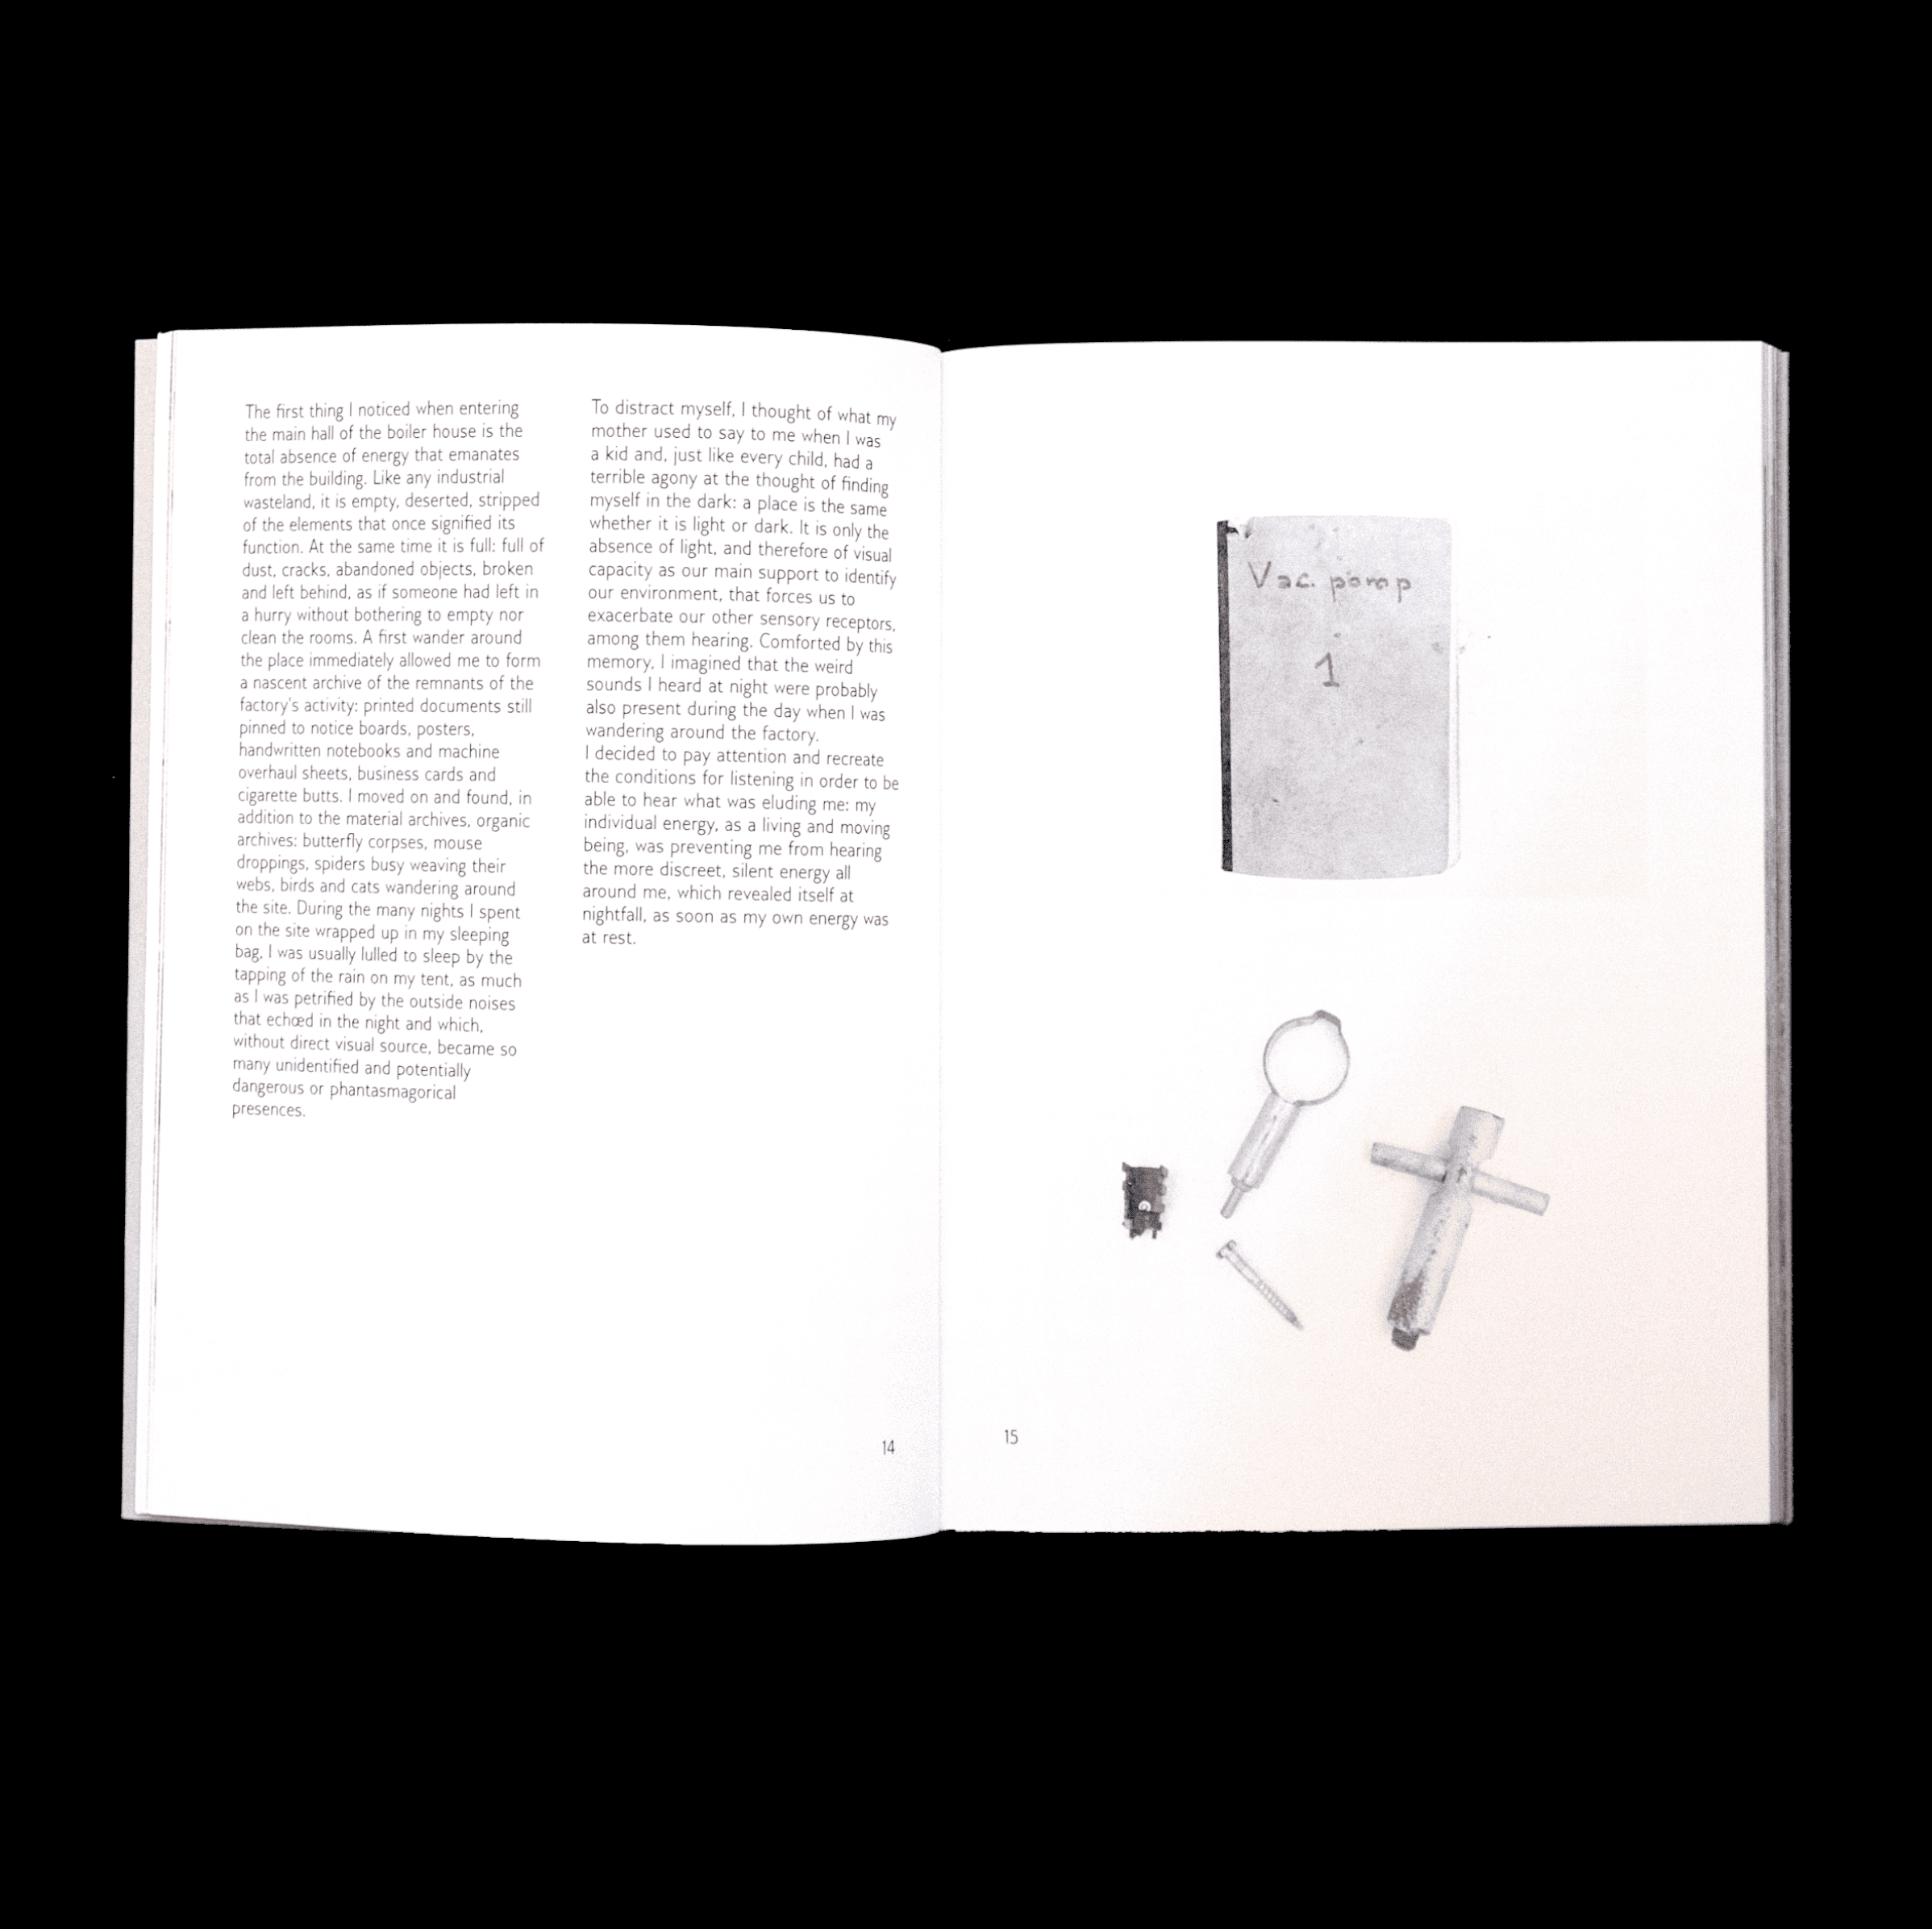 The first thing I noticed when entering
the main hall of the boiler house is the
total absence of energy that emanates
from the building. Like any industrial
wasteland, it is empty, deserted, stripped
of the elements that once signified its
function. At the same time it is full: full of
dust, cracks, abandoned objects, broken
and left behind, as if someone had left in
a hurry without bothering to empty nor
clean the rooms. A first wander around
the place immediately allowed me to form
a nascent archive of the remnants of the
factory's activity: printed documents still
pinned to notice boards, posters,
handwritten notebooks and machine
overhaul sheets, business cards and
cigarette butts. I moved on and found, in
addition to the material archives, organic
archives: butterfly corpses, mouse
droppings, spiders busy weaving their
webs, birds and cats wandering around
the site. During the many nights I spent
on the site wrapped up in my sleeping
bag, I was usually lulled to sleep by the
tapping of the rain on my tent, as much
as I was petrified by the outside noises
that echœd in the night and which,
without direct visual source, became so
many unidentified and potentially
dangerous or phantasmagorical
presences.
To distract myself, I thought of what my
mother used to say to me when I was
a kid and, just like every child, had a
terrible agony at the thought of finding
myself in the dark: a place is the same
whether it is light or dark. It is only the
absence of light, and therefore of visual
capacity as our main support to identify
our environment, that forces us to
exacerbate our other sensory receptors,
among them hearing. Comforted by this
memory, I imagined that the weird
sounds I heard at night were probably
also present during the day when I was
wandering around the factory.
I decided to pay attention and recreate
the conditions for listening in order to be
able to hear what was eluding me: my
individual energy, as a living and moving
being, was preventing me from hearing
the more discreet, silent energy all
around me, which revealed itself at
nightfall, as soon as my own energy was
at rest.
14
Vac. pomp
1
15